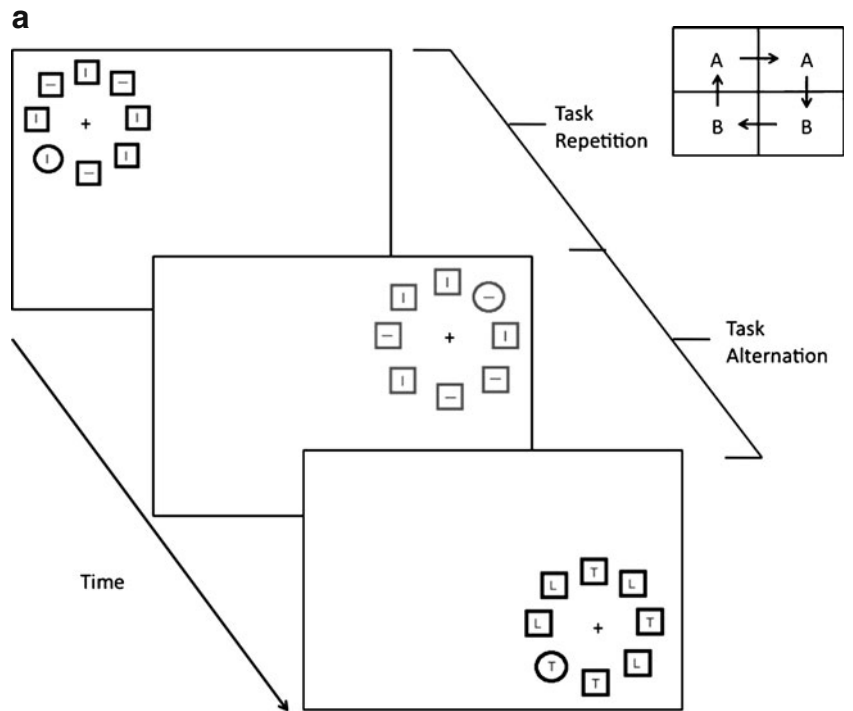 a
A A
B B
Task
Repetition
I
— —
I I
+
I I
—
I
I —
— I
+
I —
—
Task
Alternation
T
L L
L T
+
T L
T
Time